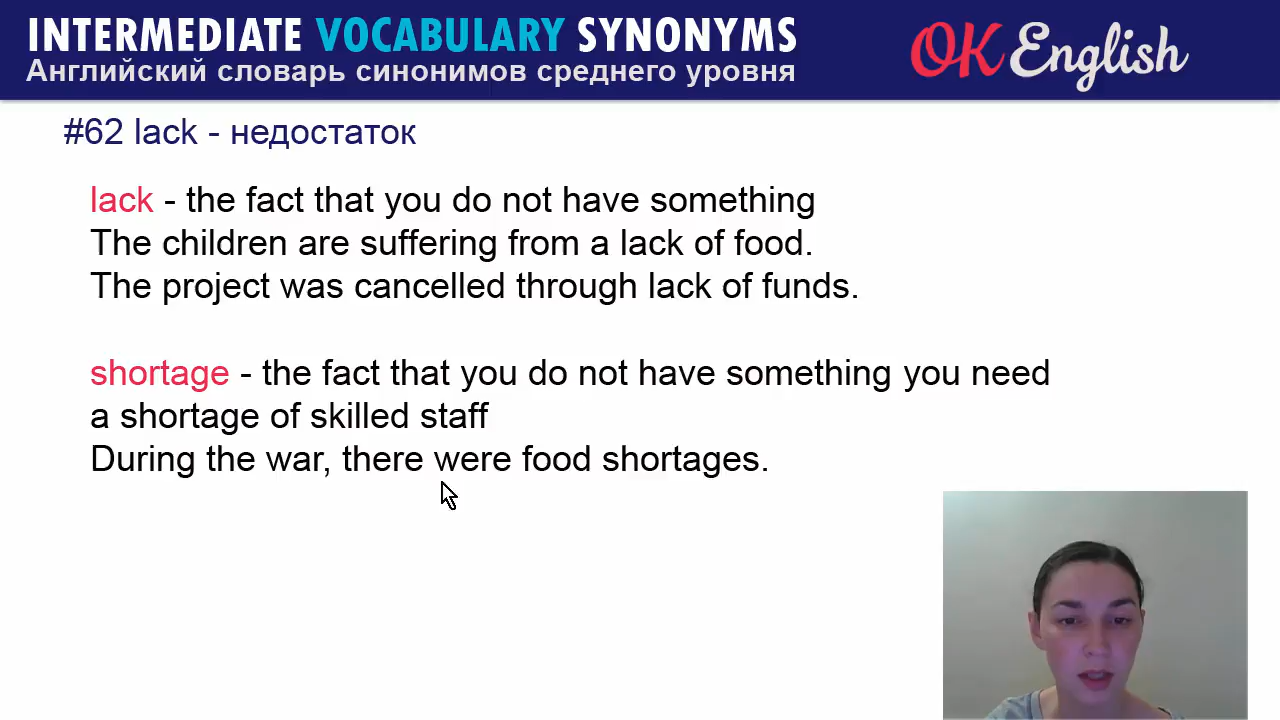 INTERMEDIATE VOCABULARY SYNONYMS
Английский словарь синонимов среднего уровня
OK English
#62 lack - недостаток
lack - the fact that you do not have something
The children are suffering from a lack of food.
The project was cancelled through lack of funds.
shortage - the fact that you do not have something you need
a shortage of skilled staff
During the war, there were food shortages.